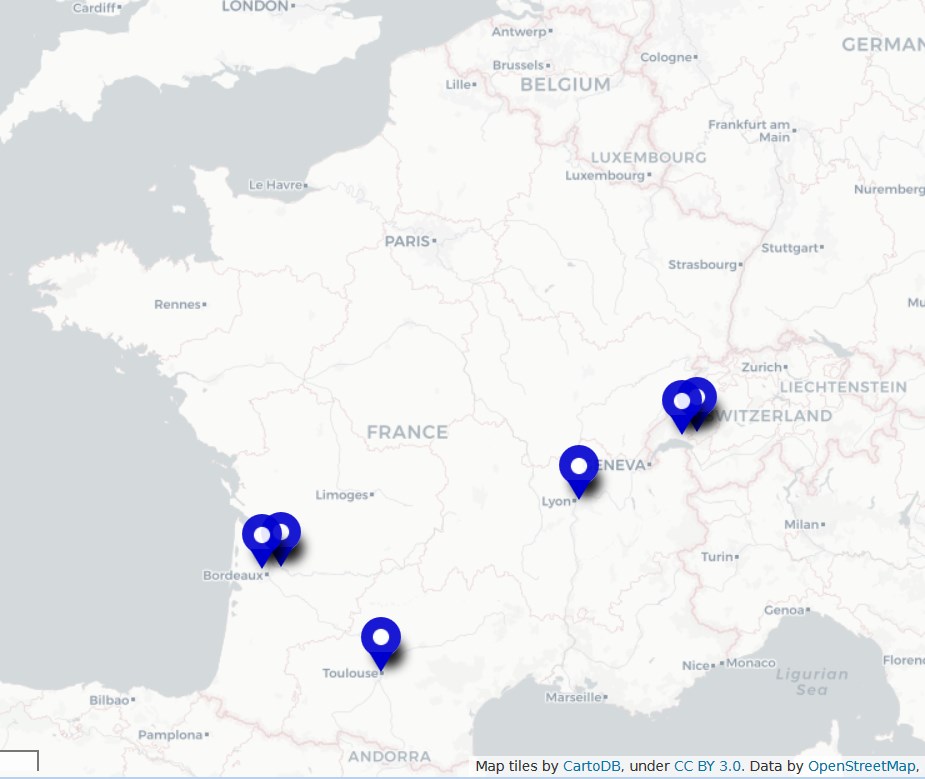 Cardiff
LONDON
Antwerp
Cologne
GERMAN
Brussels
Lille
BELGIUM
Frankfurt am
Main
LUXEMBOURG
Luxembourg
Le Havre
Nuremberg
PARIS
Stuttgart
Strasbourg
Rennes
Mu
Zurich
LIECHTENSTEIN
WITZERLAND
FRANCE
ENEVA
Limoges
Lyon
Milan
Turin
Bordeaux
Genoa
Nice
Monaco
Florenc
Toulouse
Ligurian
Sea
Marseille
Bilbao
Pamplona
ANDORRA
Map tiles by CartoDB, under CC BY 3.0. Data by OpenStreetMap,